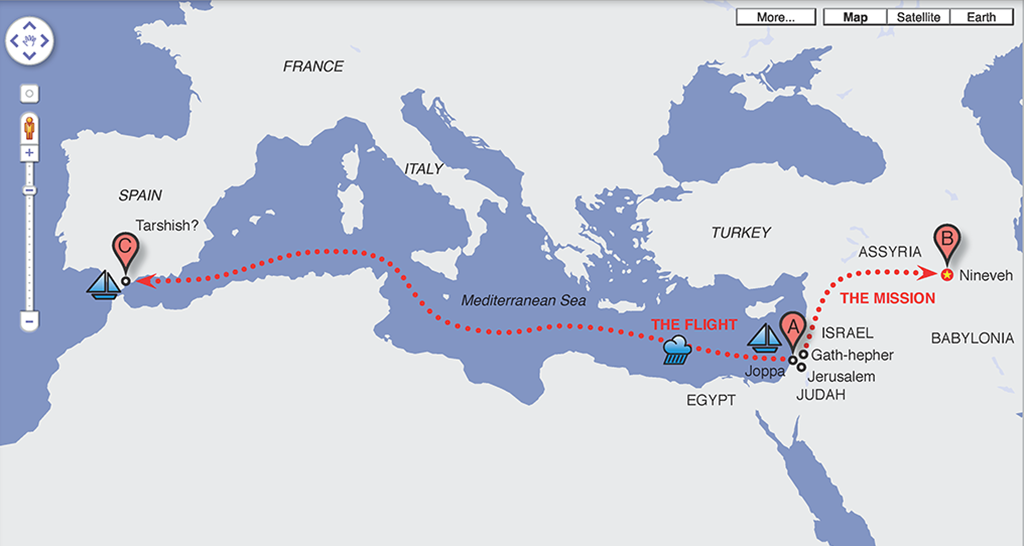 More...
Map
Satellite
Earth
FRANCE
ITALY
SPAIN
Tarshish?
C
TURKEY
B
ASSYRIA
Nineveh
THE MISSION
Mediterranean Sea
THE FLIGHT
A
ISRAEL
BABYLONIA
Gath-hepher
Joppa
Jerusalem
JUDAH
EGYPT
+
-